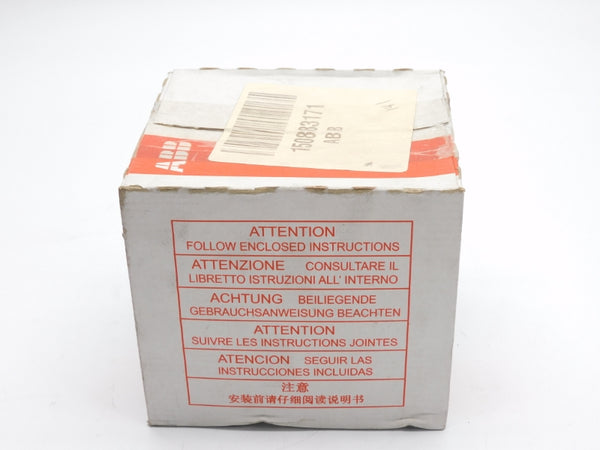 150883171
ABB
ABB
ATTENTION
FOLLOW ENCLOSED INSTRUCTIONS
ATTENZIONE CONSULTARE IL
LIBRETTO ISTRUZIONI ALL' INTERNO
ACHTUNG BEILIEGENDE
GEBRAUCHSANWEISUNG BEACHTEN
ATTENTION
SUIVRE LES INSTRUCTIONS JOINTES
ATENCION SEGUIR LAS
INSTRUCCIONES INCLUIDAS
注意
安装前请仔细阅读说明书